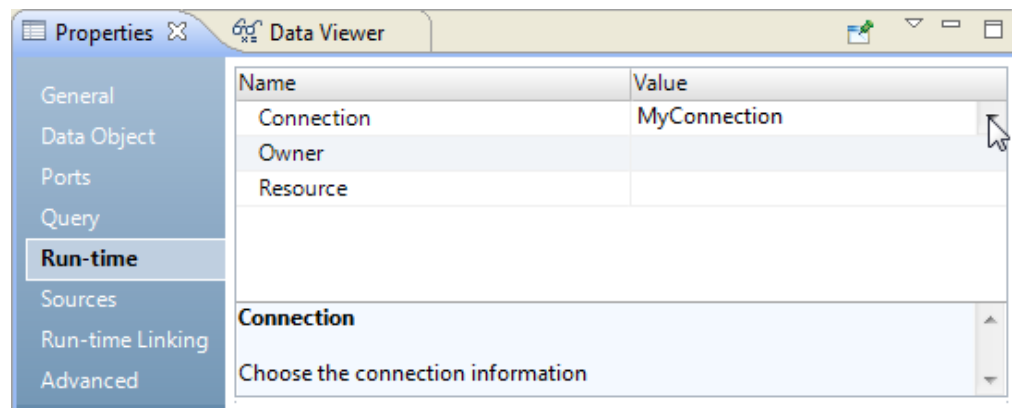 Properties Data Viewer
General
Data Object
Ports
Query
Run-time
Sources
Run-time Linking
Advanced
Name Value
Connection MyConnection
Owner
Resource
Connection
Choose the connection information